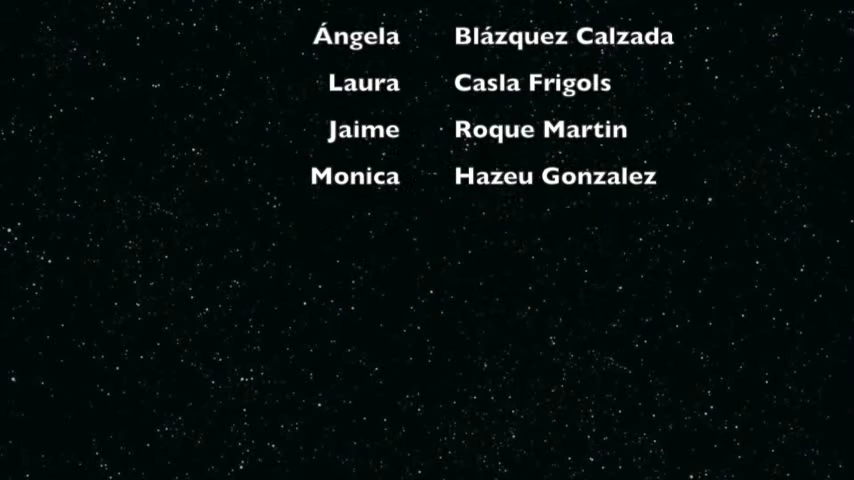 Ángela Blázquez Calzada
Laura Casla Frigols
Jaime Roque Martin
Monica Hazeu Gonzalez